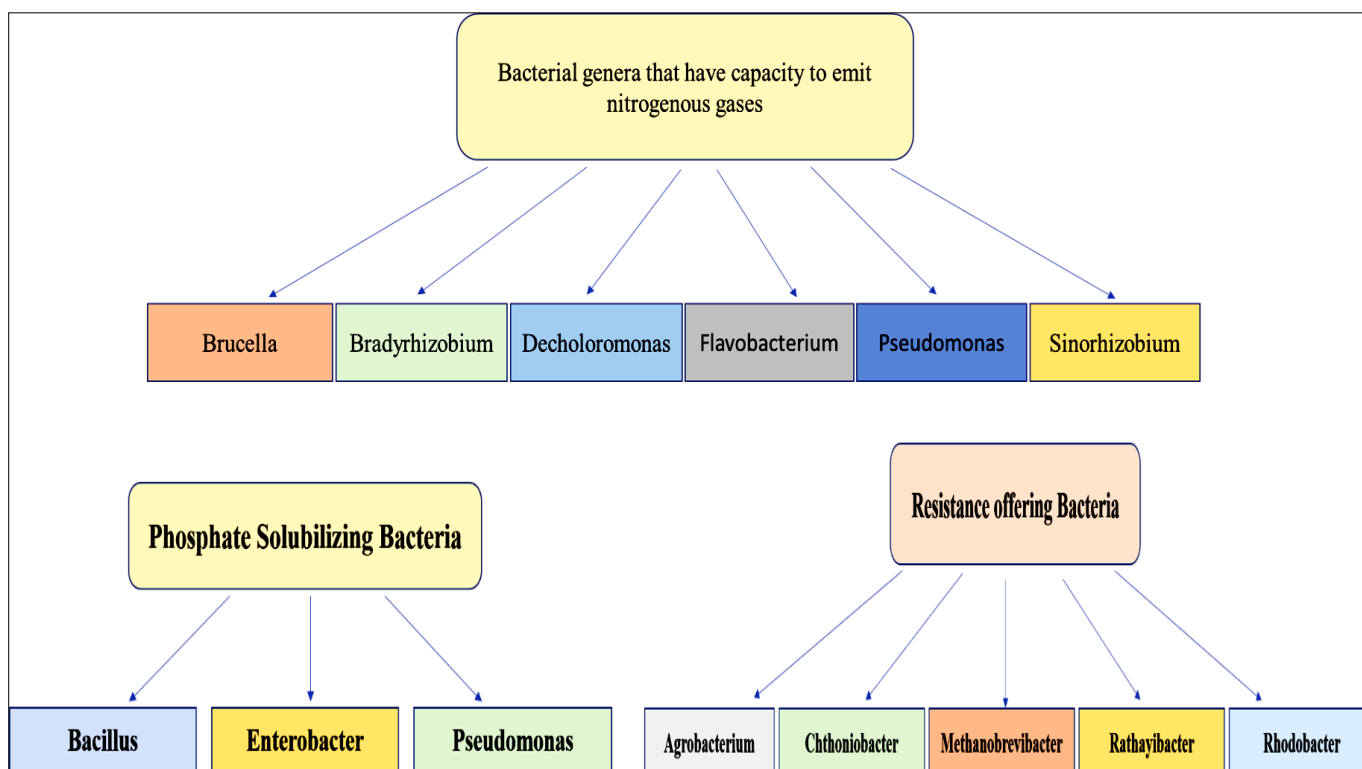 Bacterial genera that have capacity to emit
nitrogenous gases
Brucella
Bradyrhizobium
Decholoromonas
Flavobacterium
Pseudomonas
Sinorhizobium
Phosphate Solubilizing Bacteria
Resistance offering Bacteria
Bacillus
Enterobacter
Pseudomonas
Agrobacterium
Chthoniobacter
Methanobrevibacter
Rathayibacter
Rhodobacter